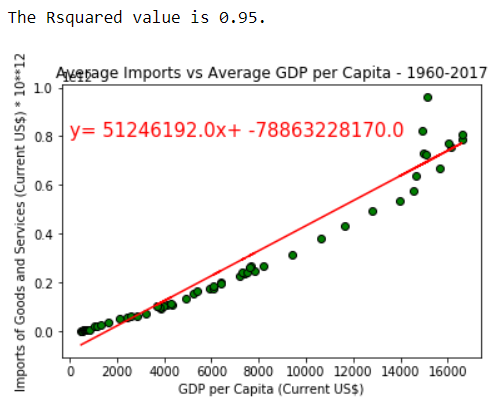 The Rsquared value is 0.95.
Average Imports vs Average GDP per Capita - 1960-2017
1e12
y= 51246192.0x+ -78863228170.0
Imports of Goods and Services (Current US$) * 10**12
1.0
0.8
0.6
0.4
0.2
0.0
0 2000 4000 6000 8000 10000 12000 14000 16000
GDP per Capita (Current US$)